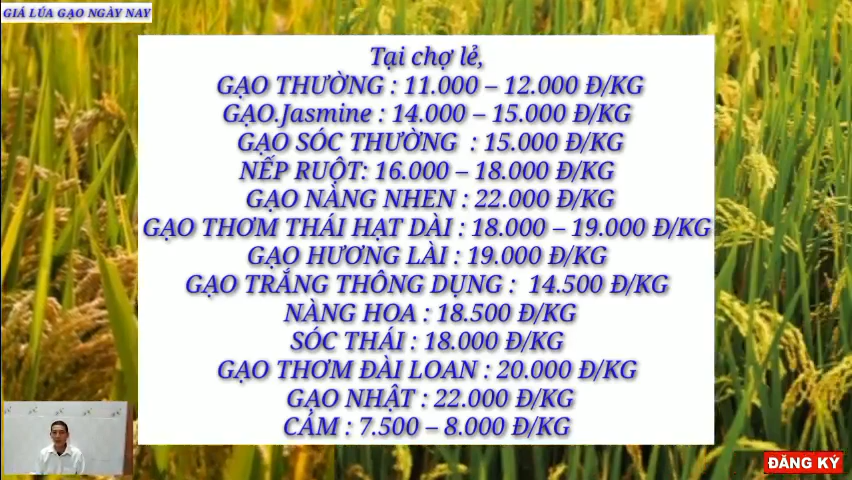 GIÁ LÚA GẠO NGÀY NAY
Tại chợ lẻ,
GẠO THƯỜNG : 11.000 – 12.000 Đ/KG
GẠO.Jasmine : 14.000 – 15.000 Đ/KG
GẠO SÓC THƯỜNG : 15.000 Đ/KG
NẾP RUỘT: 16.000 – 18.000 Đ/KG
GẠO NÀNG NHEN : 22.000 Đ/KG
GẠO THƠM THÁI HẠT DÀI : 18.000 – 19.000 Đ/KG
GẠO HƯƠNG LÀI : 19.000 Đ/KG
GẠO TRẮNG THÔNG DỤNG : 14.500 Đ/KG
NÀNG HOA : 18.500 Đ/KG
SÓC THÁI : 18.000 Đ/KG
GẠO THƠM ĐÀI LOAN : 20.000 Đ/KG
GẠO NHẬT : 22.000 Đ/KG
CÁM : 7.500 – 8.000 Đ/KG
ĐĂNG KÝ